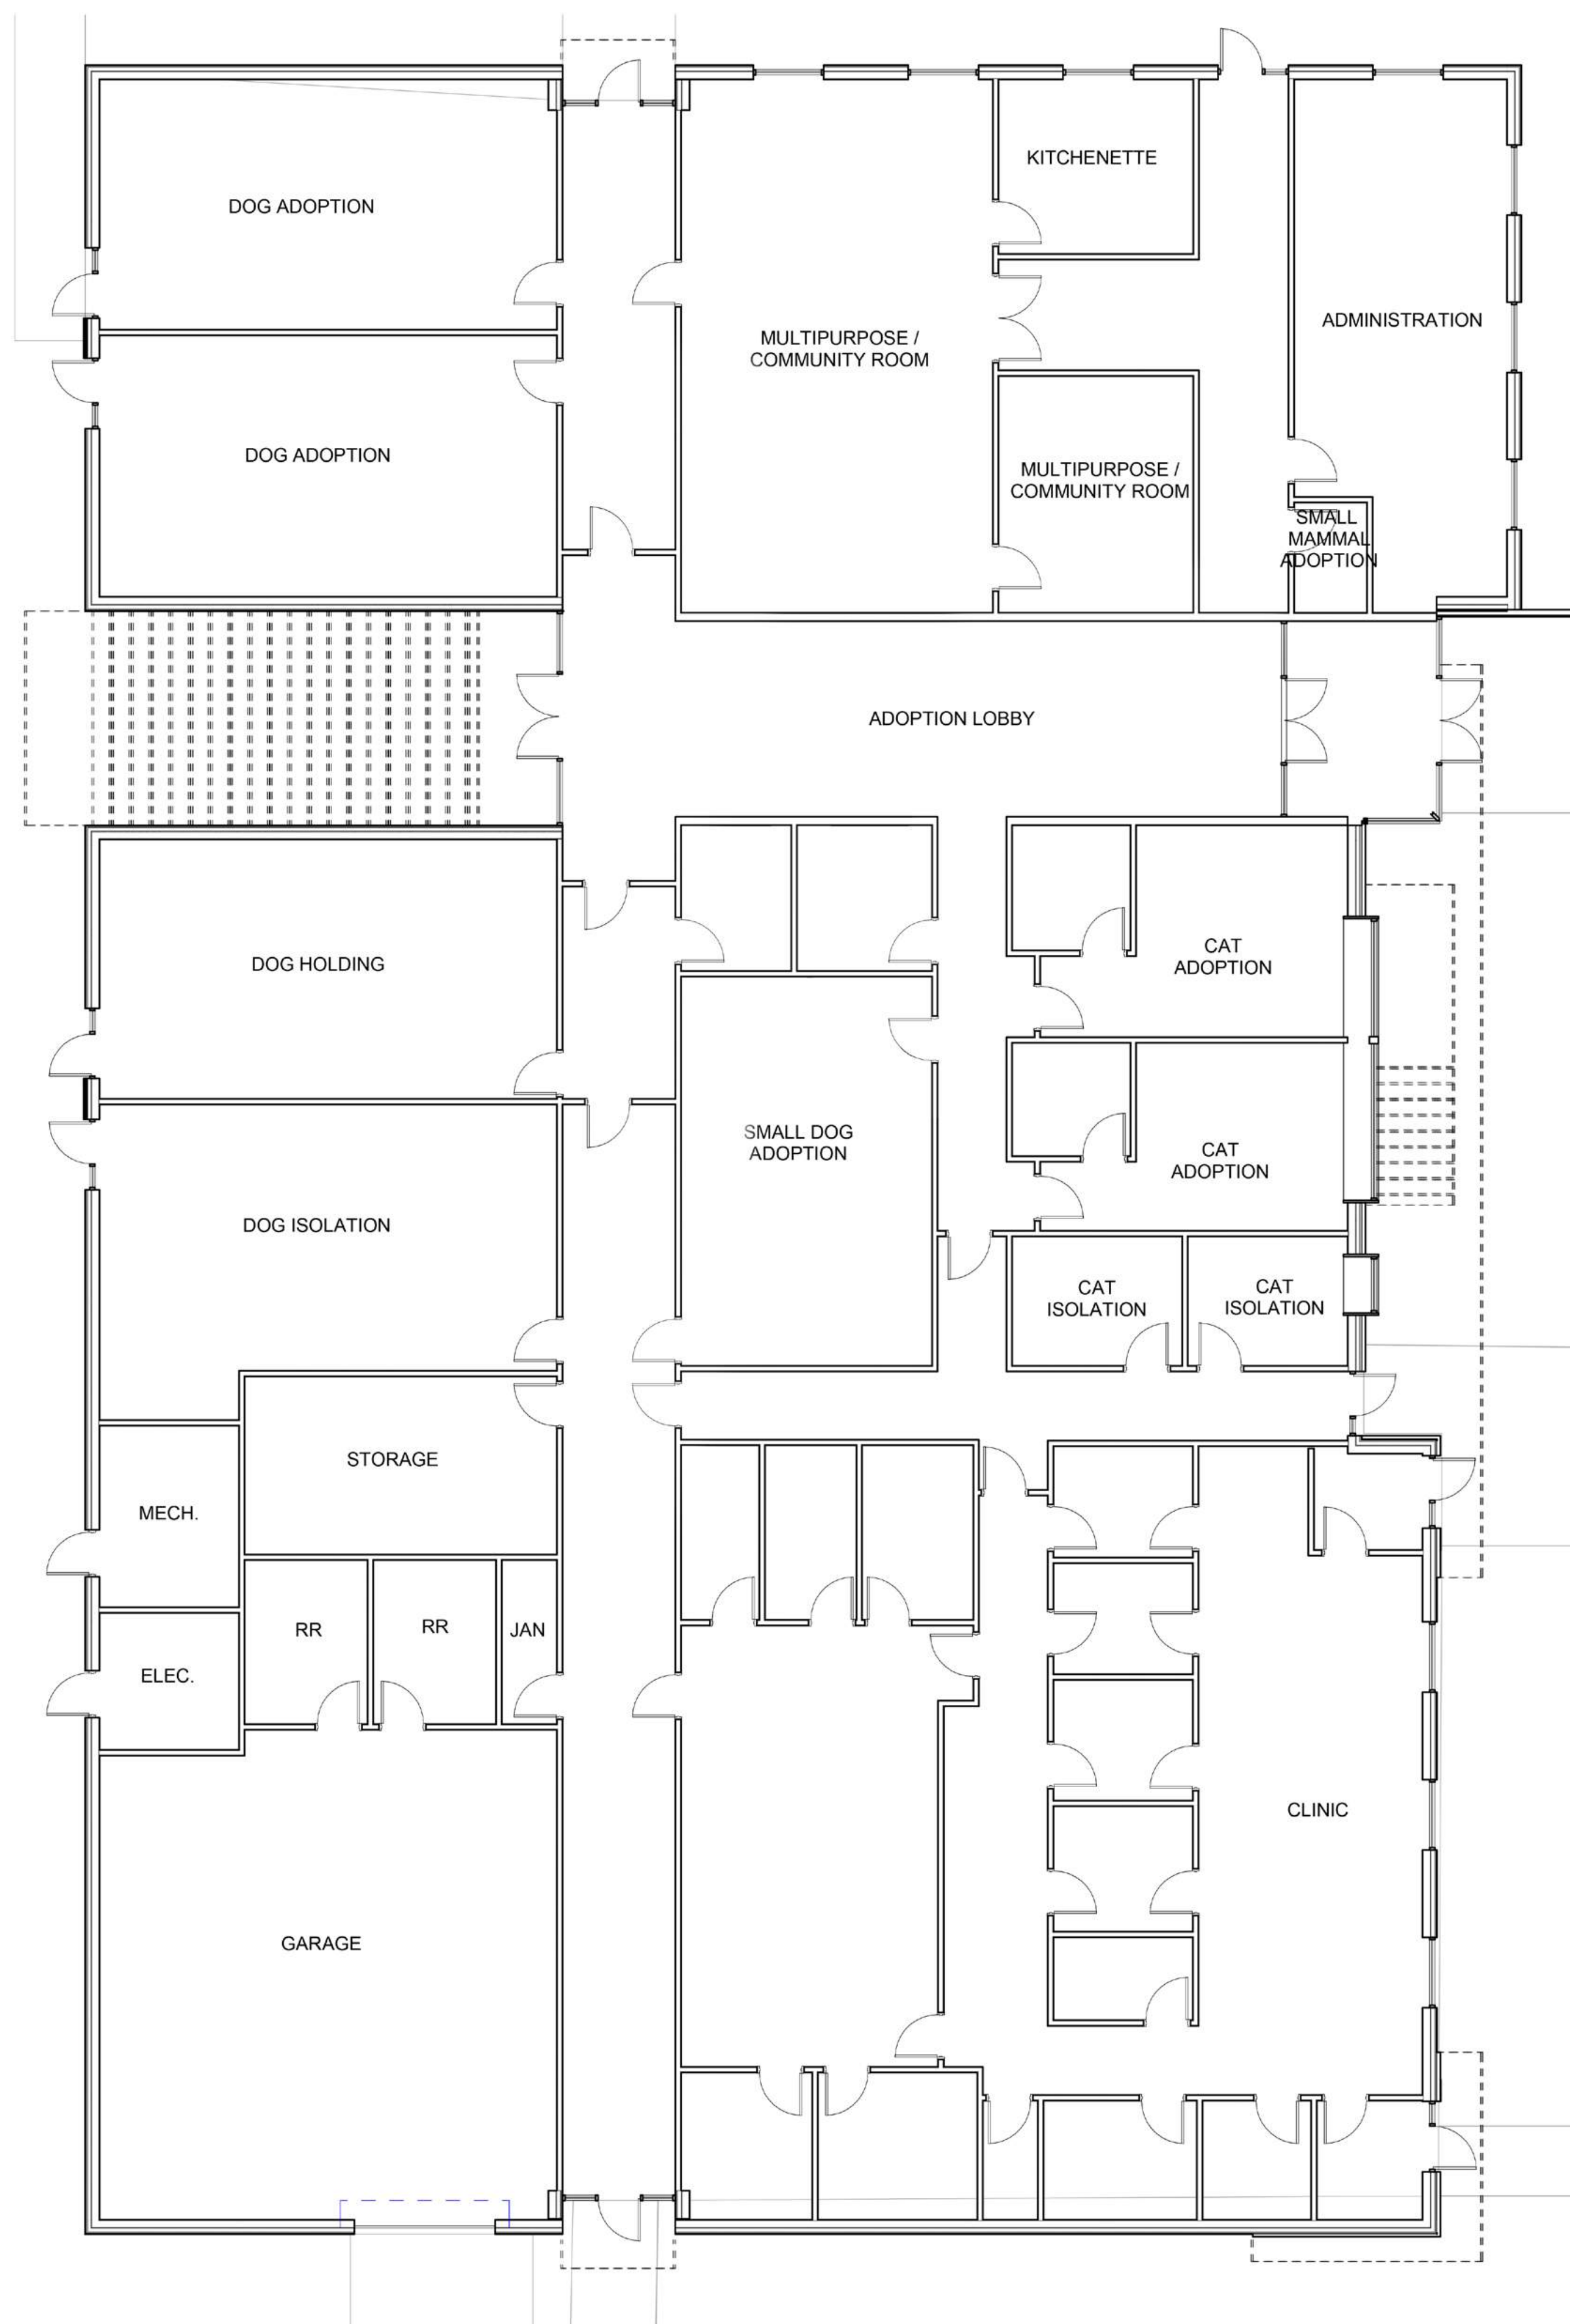 KITCHENETTE
DOG ADOPTION
MULTIPURPOSE /
COMMUNITY ROOM
ADMINISTRATION
DOG ADOPTION
MULTIPURPOSE /
COMMUNITY ROOM
SMALL
MAMMAL
ADOPTION
ADOPTION LOBBY
DOG HOLDING
CAT
ADOPTION
SMALL DOG
ADOPTION
CAT
ADOPTION
DOG ISOLATION
CAT
ISOLATION
CAT
ISOLATION
STORAGE
MECH.
RR
RR
JAN
ELEC.
CLINIC
GARAGE